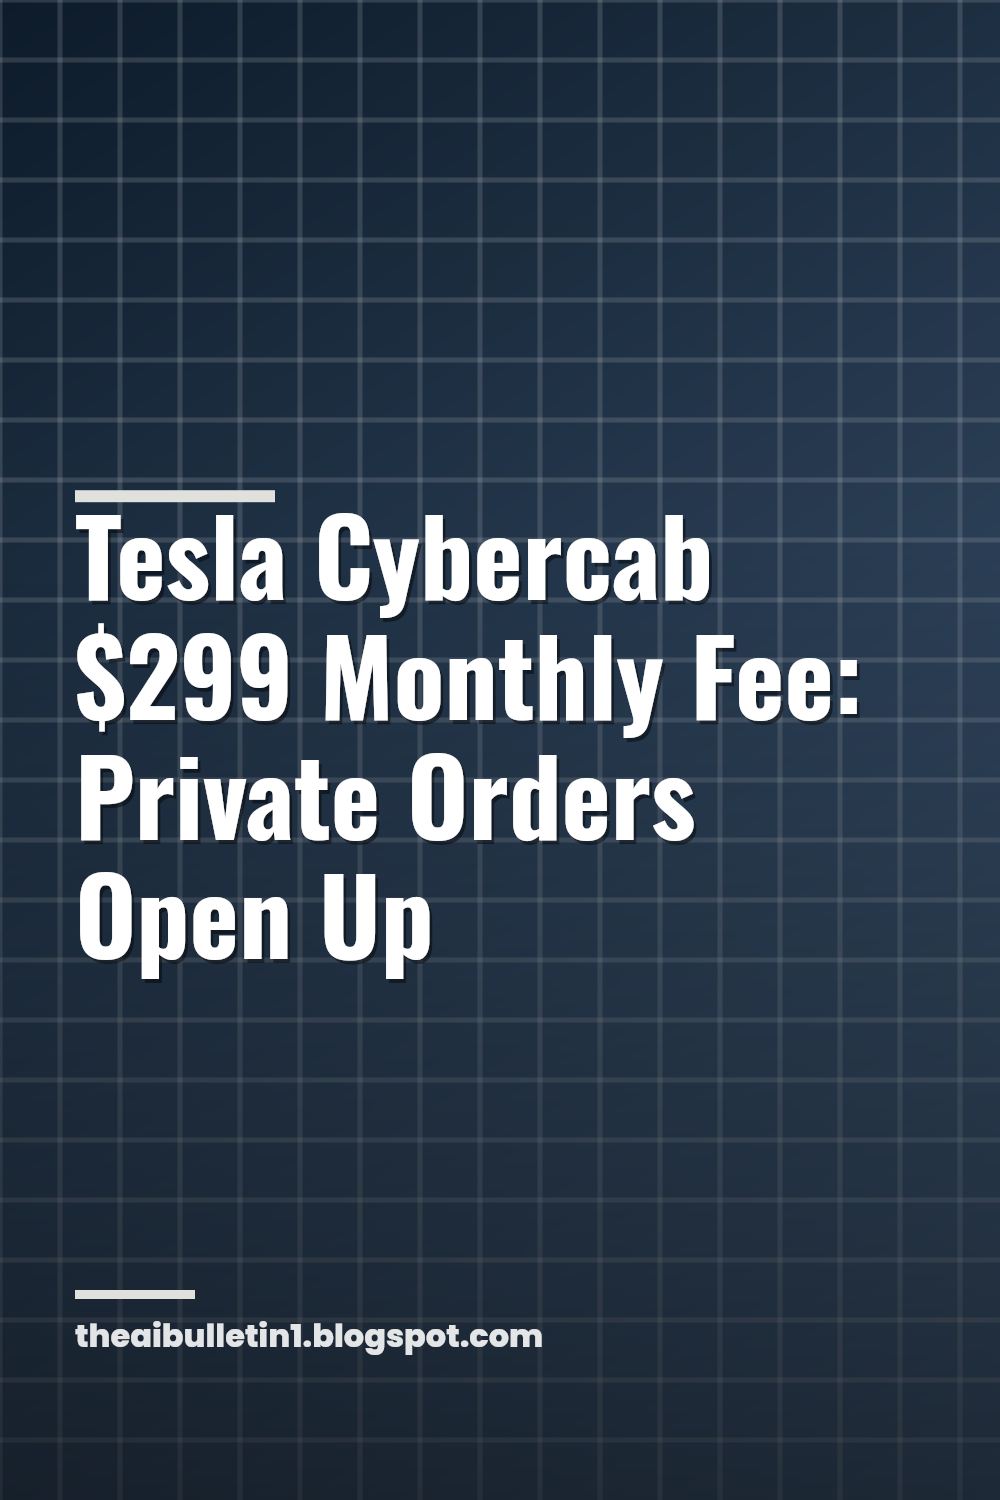 Tesla Cybercab
$299 Monthly Fee:
Private Orders
Open Up
theaibulletin1.blogspot.com